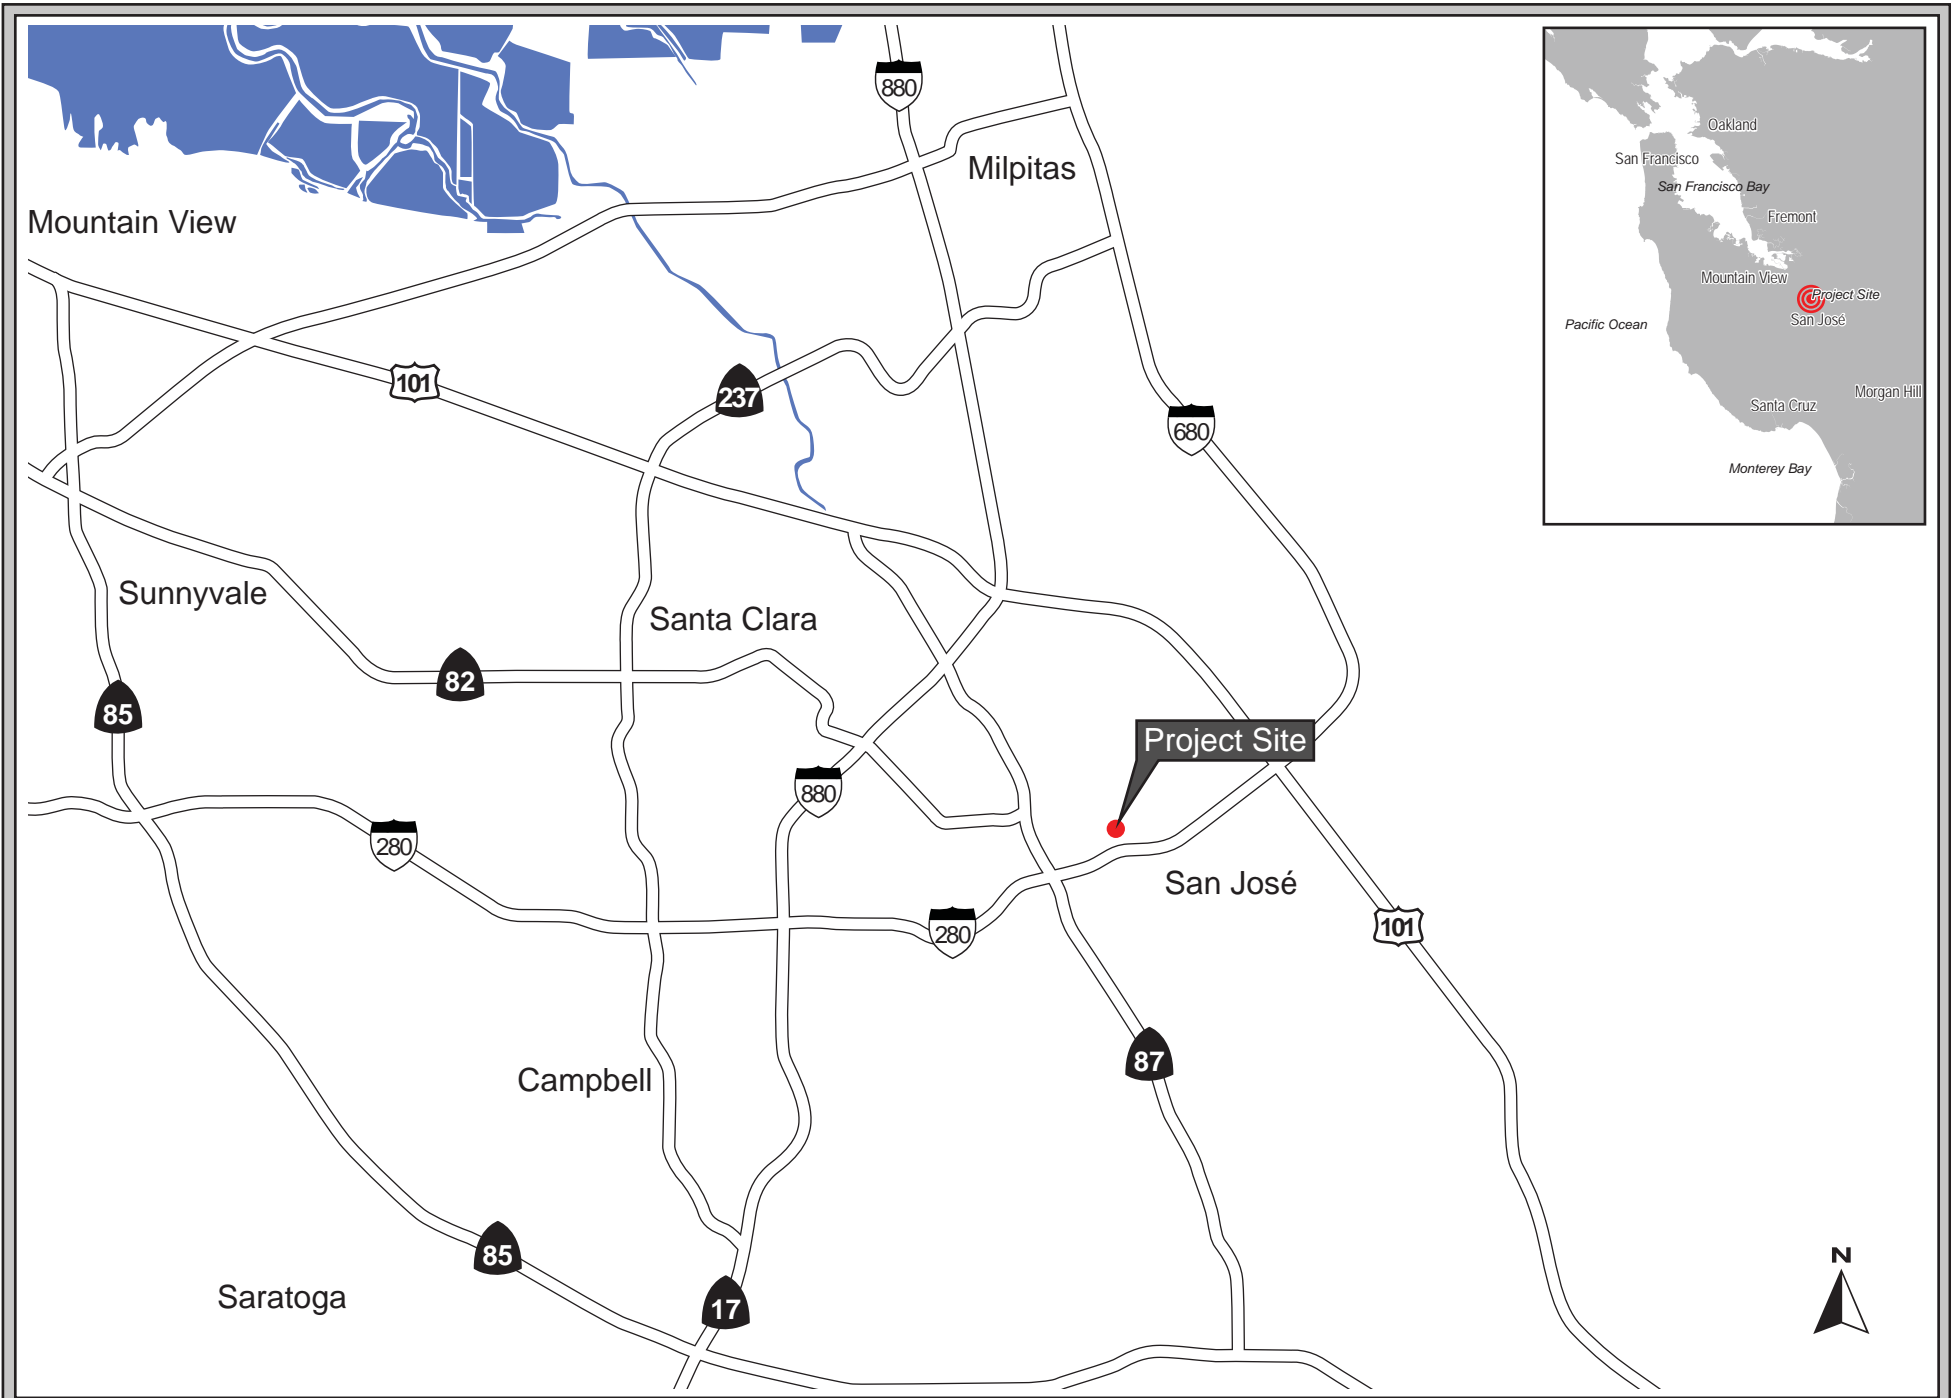 880
Milpitas
Mountain View
101
237
680
Sunnyvale
Santa Clara
82
85
Project Site
880
280
San José
280
101
Campbell
87
85
Saratoga
17
N
Oakland
San Francisco
San Francisco Bay
Fremont
Mountain View
Project Site
San José
Pacific Ocean
Morgan Hill
Santa Cruz
Monterey Bay